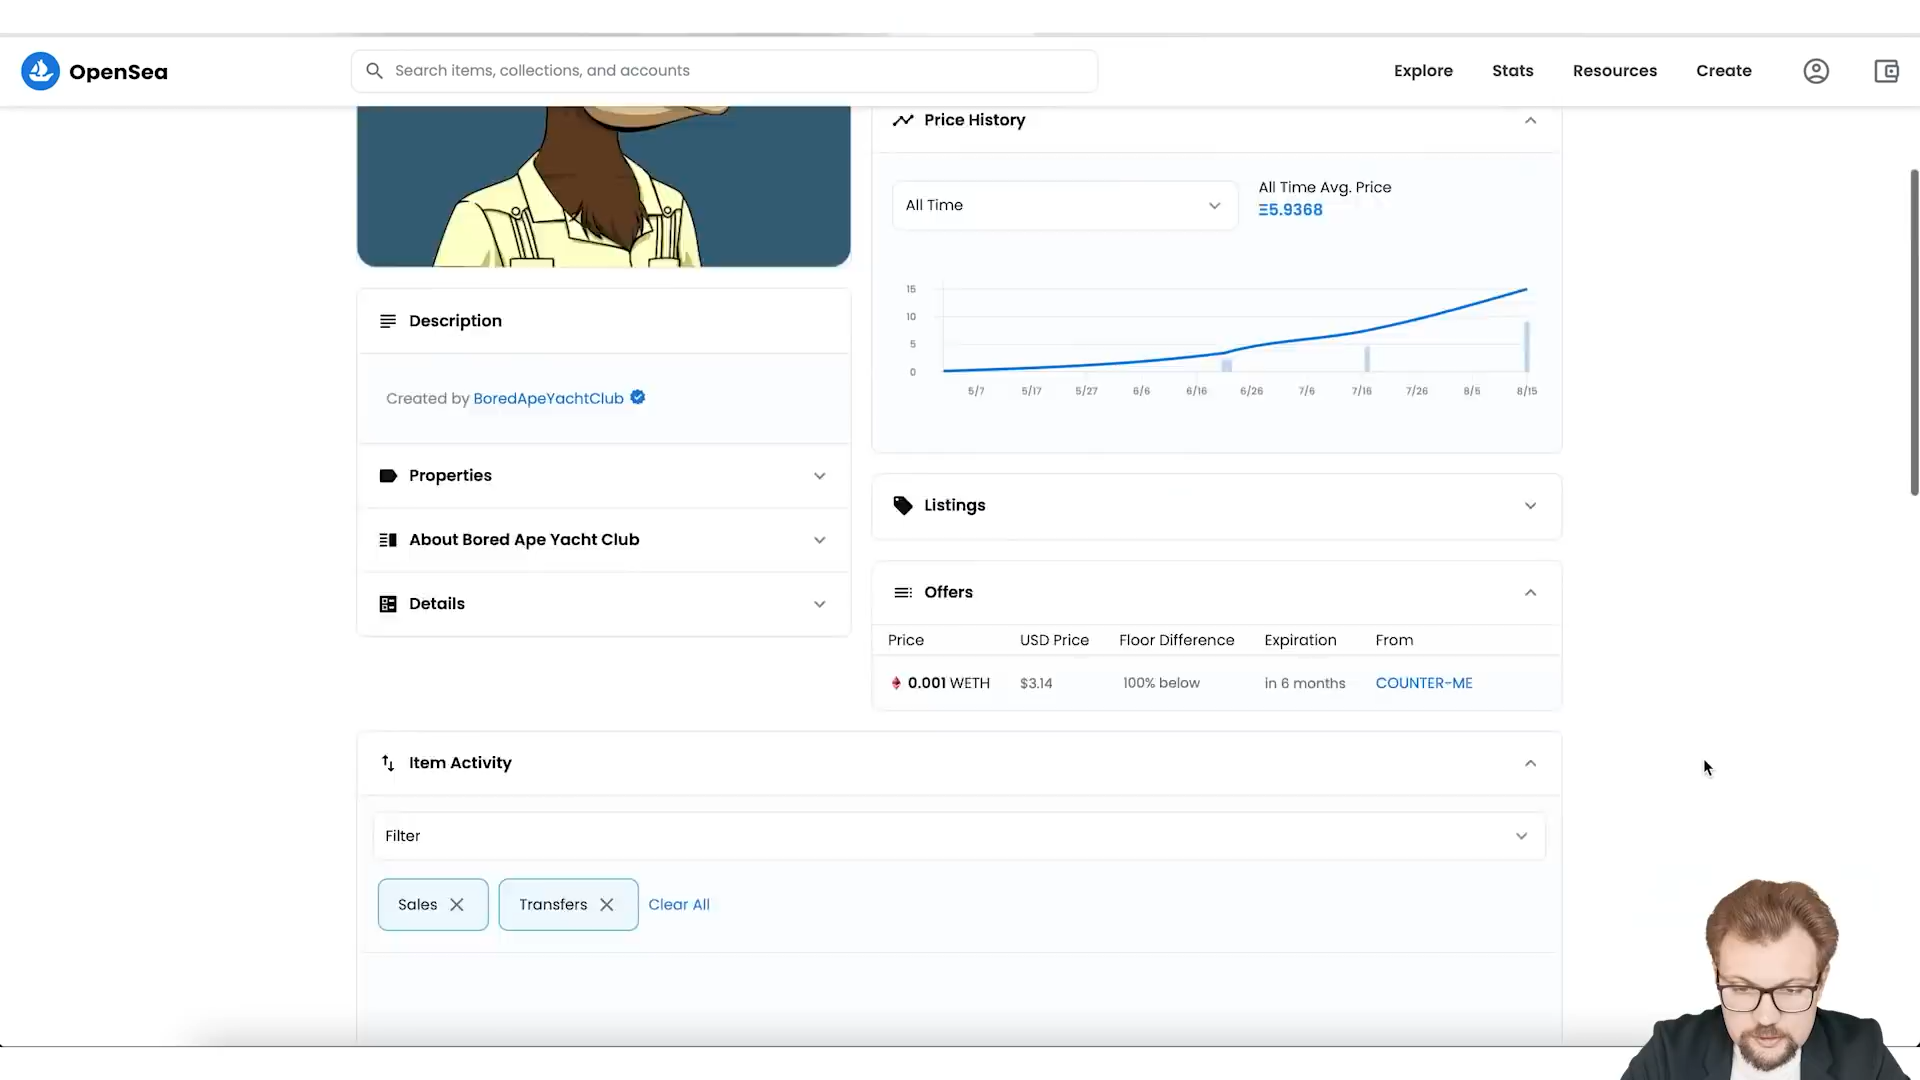 OpenSea
Search items, collections, and accounts
Explore
Stats
Resources
Create
Price History
All Time
All Time Avg. Price
Ξ5.9368
15
10
5
0
5/7 5/17 5/27 6/6 6/16 6/26 7/6 7/16 7/26 8/5 8/15
Description
Created by BoredApeYachtClub
Properties
About Bored Ape Yacht Club
Details
Listings
Offers
Price USD Price Floor Difference Expiration From
0.001 WETH $3.14 100% below in 6 months COUNTER-ME
Item Activity
Filter
Sales
Transfers
Clear All